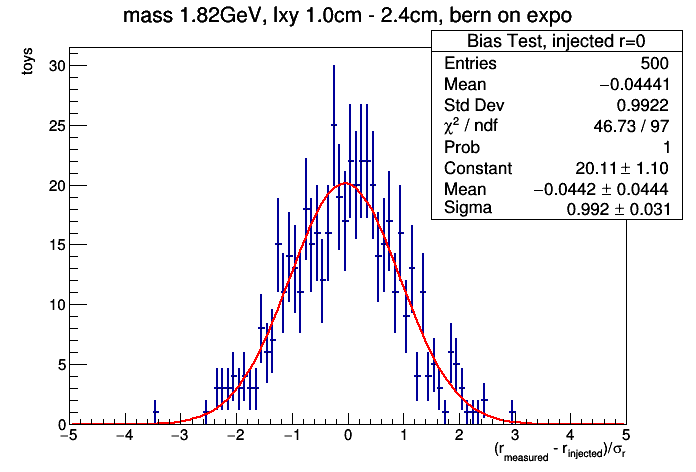 mass 1.82GeV, lxy 1.0cm - 2.4cm, bern on expo
toys
Bias Test, injected r=0
Entries 500
Mean −0.04441
Std Dev 0.9922
χ² / ndf 46.73 / 97
Prob 1
Constant 20.11 ± 1.10
Mean −0.0442 ± 0.0444
Sigma 0.992 ± 0.031
30
25
20
15
10
5
0
−5 −4 −3 −2 −1 0 1 2 3 4 5
(r_measured - r_injected)/σ_r